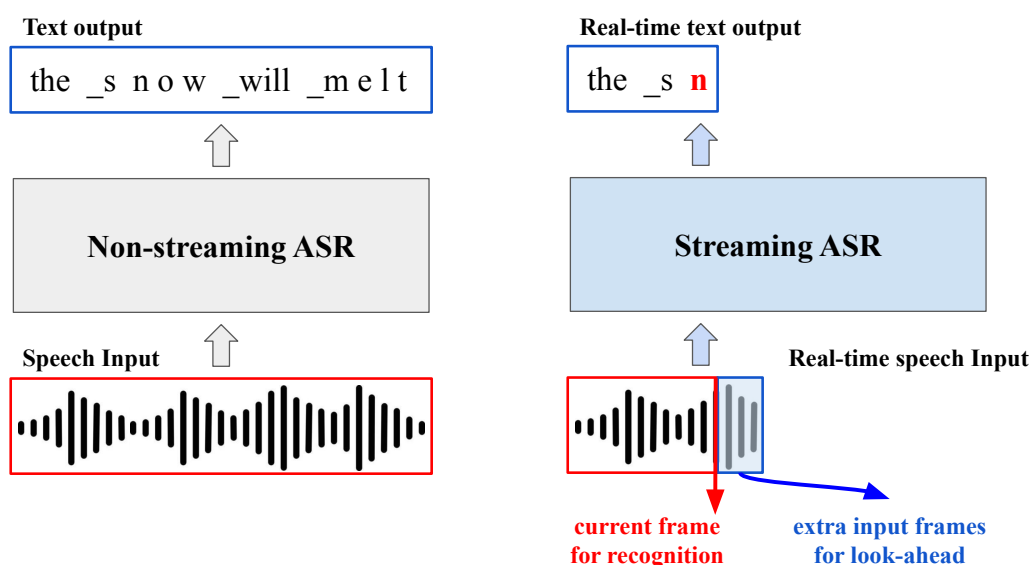 Text output
the _s n o w _will _m e l t
Non-streaming ASR
Speech Input
Real-time text output
the _s n
Streaming ASR
Real-time speech Input
current frame
for recognition
extra input frames
for look-ahead